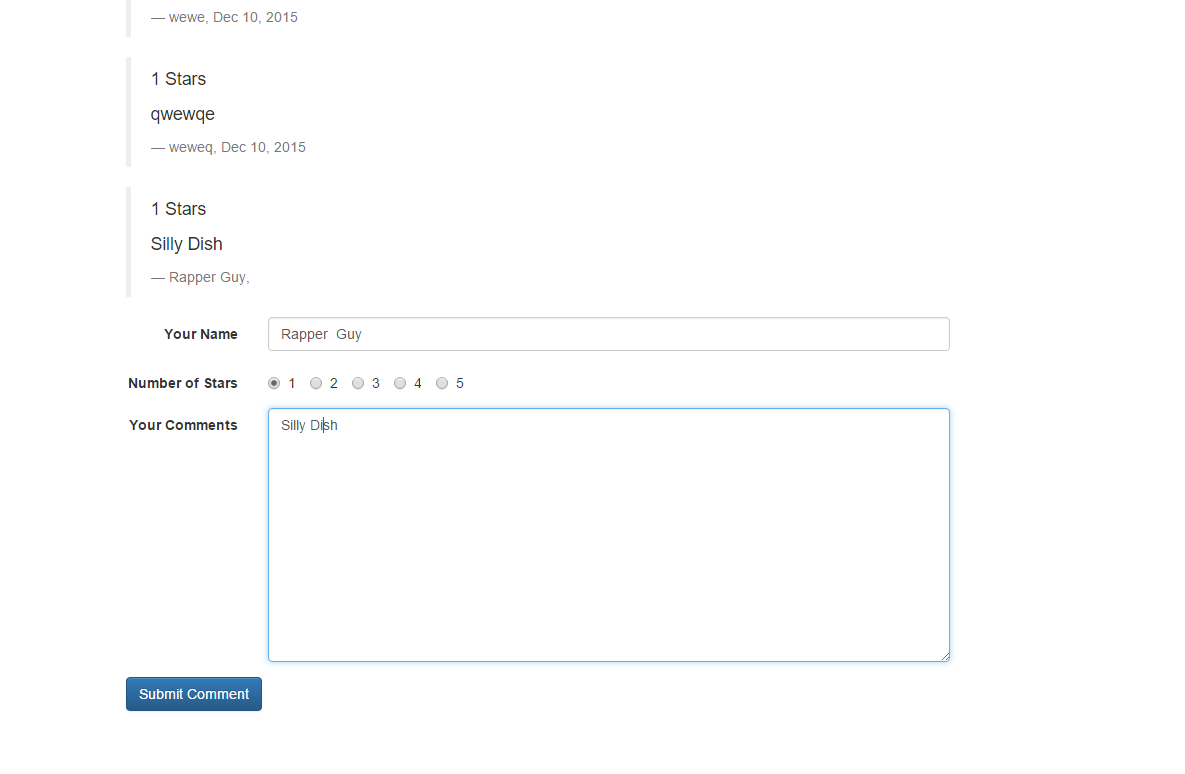 — wewe, Dec 10, 2015
1 Stars
qwewqe
— weweq, Dec 10, 2015
1 Stars
Silly Dish
— Rapper Guy,
Your Name Rapper  Guy
Number of Stars 1 2 3 4 5
Your Comments Silly Dish
Submit Comment